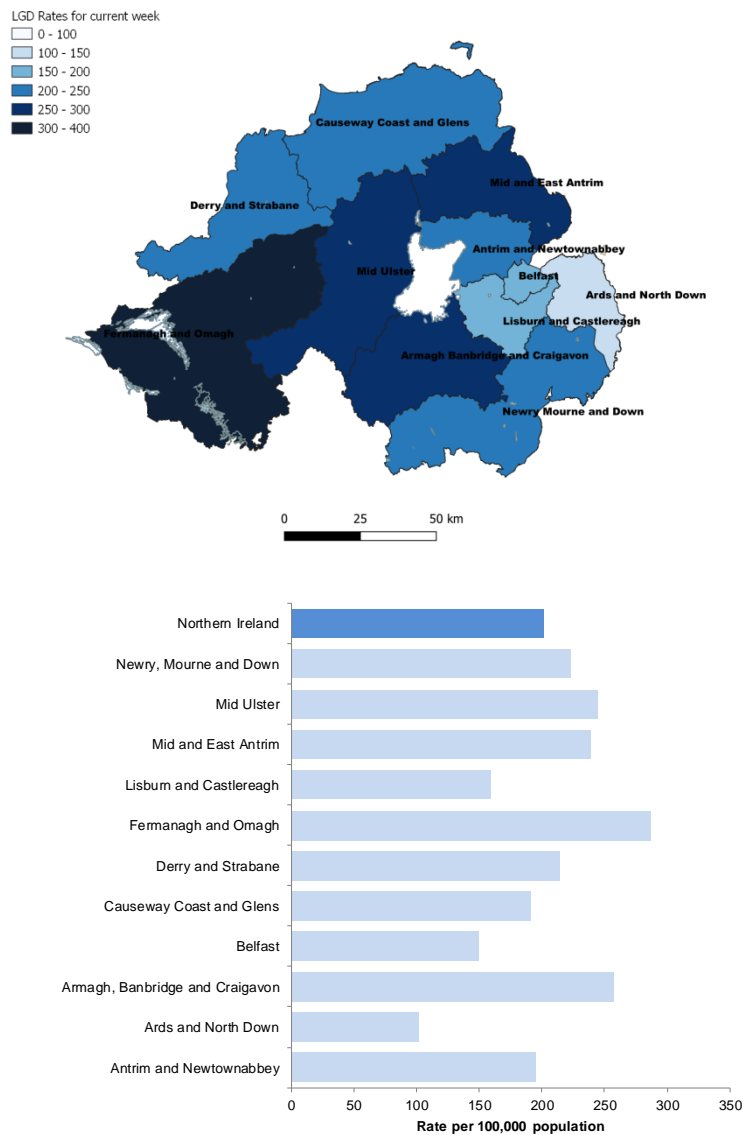 LGD Rates for current week
0 - 100
100 - 150
150 - 200
200 - 250
250 - 300
300 - 400
Causeway Coast and Glens
Mid and East Antrim
Derry and Strabane
Antrim and Newtownabbey
Mid Ulster
Belfast
Ards and North Down
Lisburn and Castlereagh
Fermanagh and Omagh
Armagh Banbridge and Craigavon
Newry Mourne and Down
0 25 50 km
Northern Ireland
Newry, Mourne and Down
Mid Ulster
Mid and East Antrim
Lisburn and Castlereagh
Fermanagh and Omagh
Derry and Strabane
Causeway Coast and Glens
Belfast
Armagh, Banbridge and Craigavon
Ards and North Down
Antrim and Newtownabbey
0 50 100 150 200 250 300 350
Rate per 100,000 population